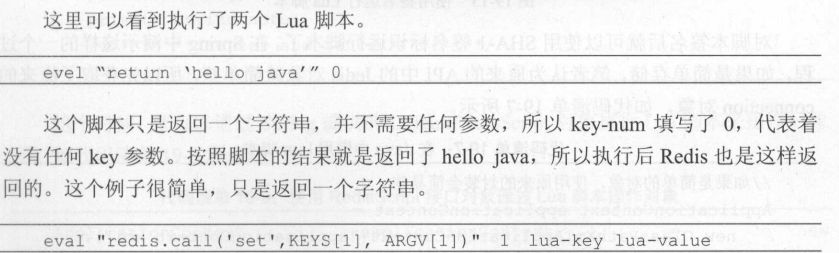 这里可以看到执行了两个 Lua 脚本。
evel “return ‘hello java’” 0
这个脚本只是返回一个字符串，并不需要任何参数，所以 key-num 填写了 0，代表着
没有任何 key 参数。按照脚本的结果就是返回了 hello java，所以执行后 Redis 也是这样返
回的。这个例子很简单，只是返回一个字符串。
eval "redis.call('set',KEYS[1], ARGV[1])" 1 lua-key lua-value